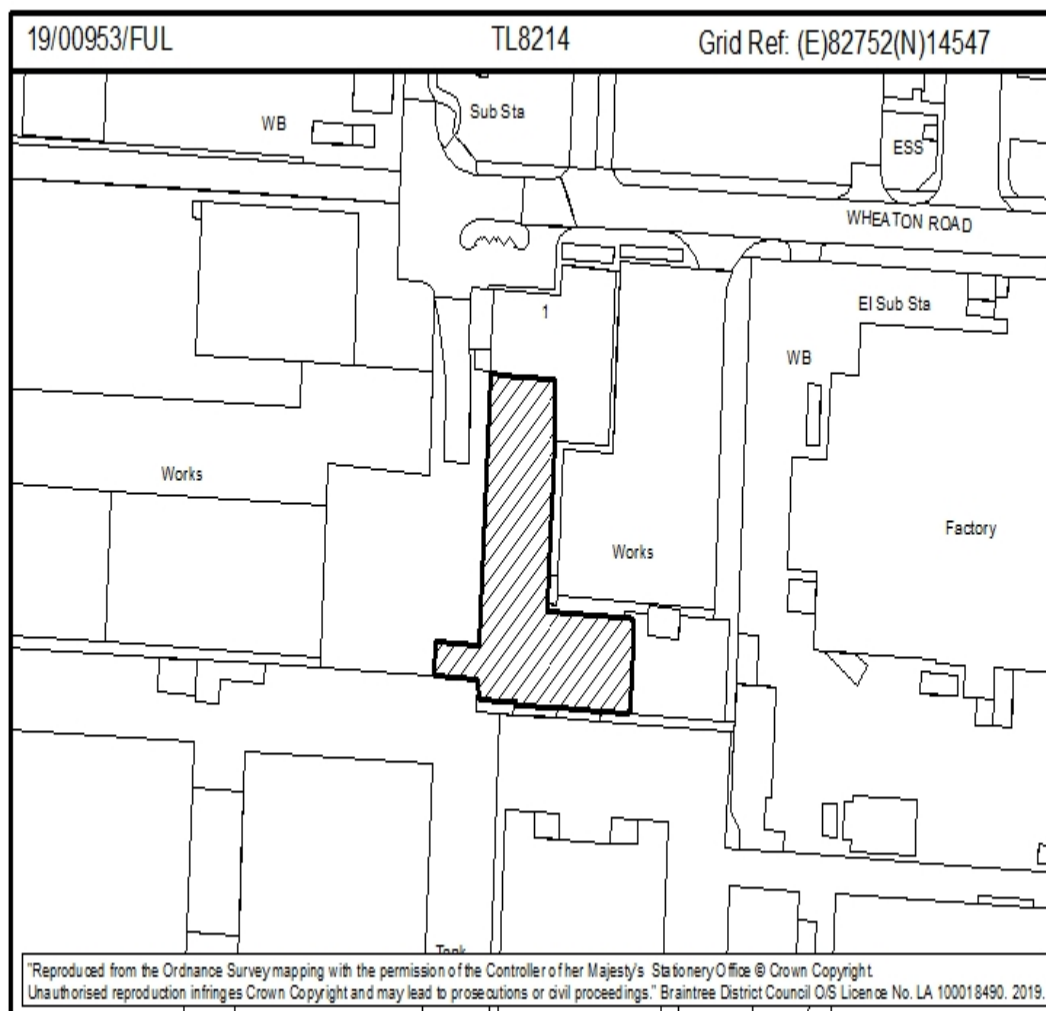 19/00953/FUL TL8214 Grid Ref: (E)82752(N)14547
Sub Sta
WB
ESS
WHEATON ROAD
El Sub Sta
1
WB
Works
Factory
Works
Tank
"Reproduced from the Ordnance Survey mapping with the permission of the Controller of her Majesty's Stationery Office © Crown Copyright.
Unauthorised reproduction infringes Crown Copyright and may lead to prosecutions or civil proceedings." Braintree District Council O/S Licence No. LA 100018490. 2019.